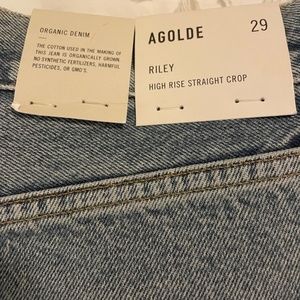 ORGANIC DENIM
THE COTTON USED IN THE MAKING OF
THIS JEAN IS ORGANICALLY GROWN.
NO SYNTHETIC FERTILIZERS, HARMFUL
PESTICIDES, OR GMO'S.
AGOLDE 29
RILEY
HIGH RISE STRAIGHT CROP